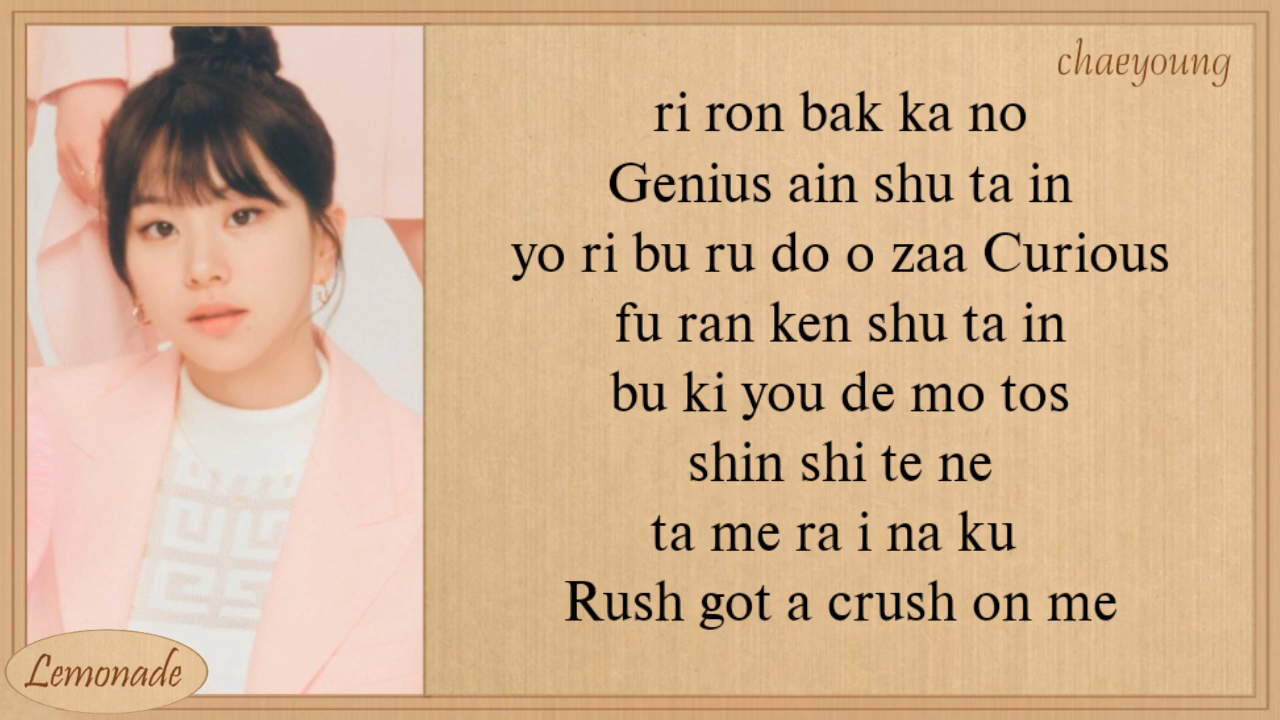 chaeyoung
ri ron bak ka no
Genius ain shu ta in
yo ri bu ru do o zaa Curious
fu ran ken shu ta in
bu ki you de mo tos
shin shi te ne
ta me ra i na ku
Rush got a crush on me
Lemonade